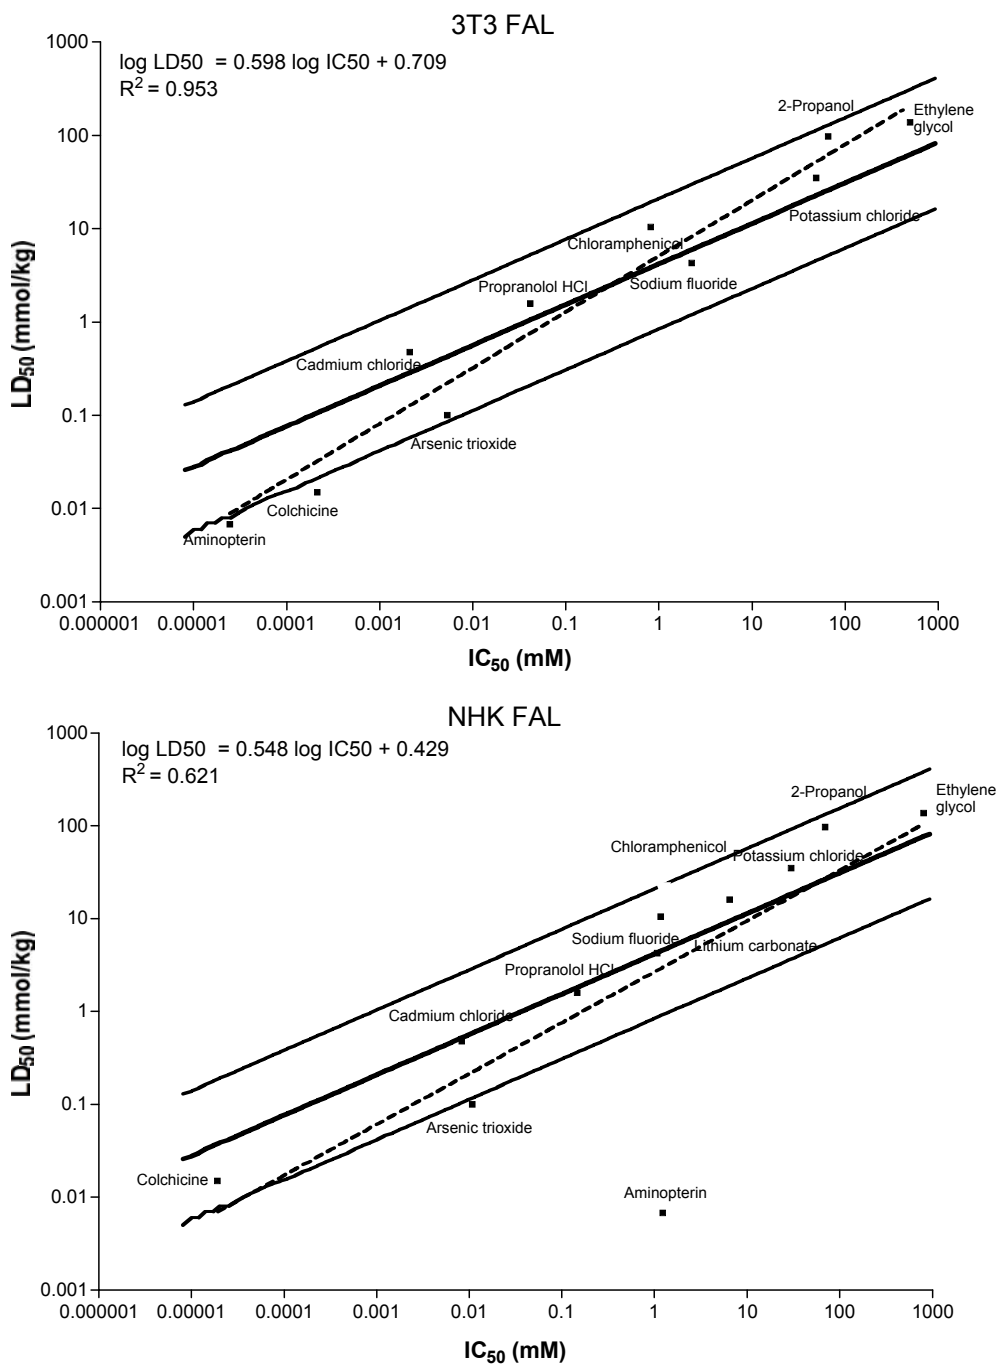 3T3 FAL
log LD50 = 0.598 log IC50 + 0.709
R² = 0.953
1000
100
10
1
0.1
0.01
0.001
LD₅₀ (mmol/kg)
2-Propanol
Ethylene
glycol
Potassium chloride
Chloramphenicol
Sodium fluoride
Propranolol HCl
Cadmium chloride
Arsenic trioxide
Colchicine
Aminopterin
0.000001 0.00001 0.0001 0.001 0.01 0.1 1 10 100 1000
IC₅₀ (mM)
NHK FAL
log LD50 = 0.548 log IC50 + 0.429
R² = 0.621
1000
100
10
1
0.1
0.01
0.001
LD₅₀ (mmol/kg)
2-Propanol
Ethylene
glycol
Chloramphenicol
Potassium chloride
Sodium fluoride
Lithium carbonate
Propranolol HCl
Cadmium chloride
Arsenic trioxide
Colchicine
Aminopterin
0.000001 0.00001 0.0001 0.001 0.01 0.1 1 10 100 1000
IC₅₀ (mM)